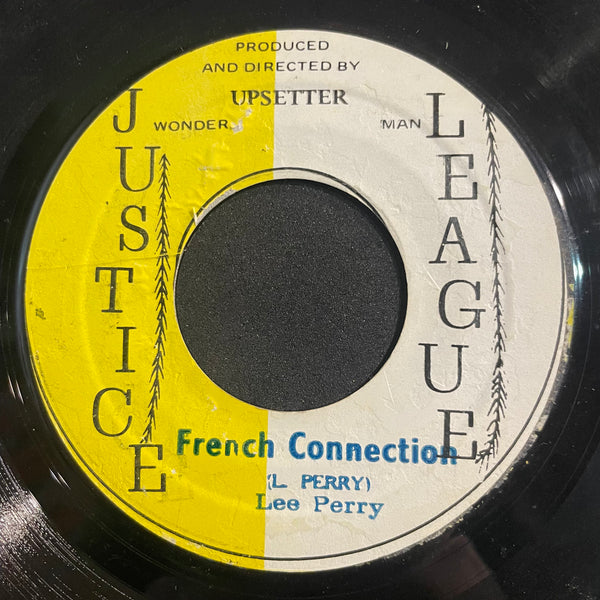 PRODUCED
AND DIRECTED BY
UPSETTER
WONDER MAN
JUSTICE
LEAGUE
French Connection
(L. PERRY)
Lee Perry